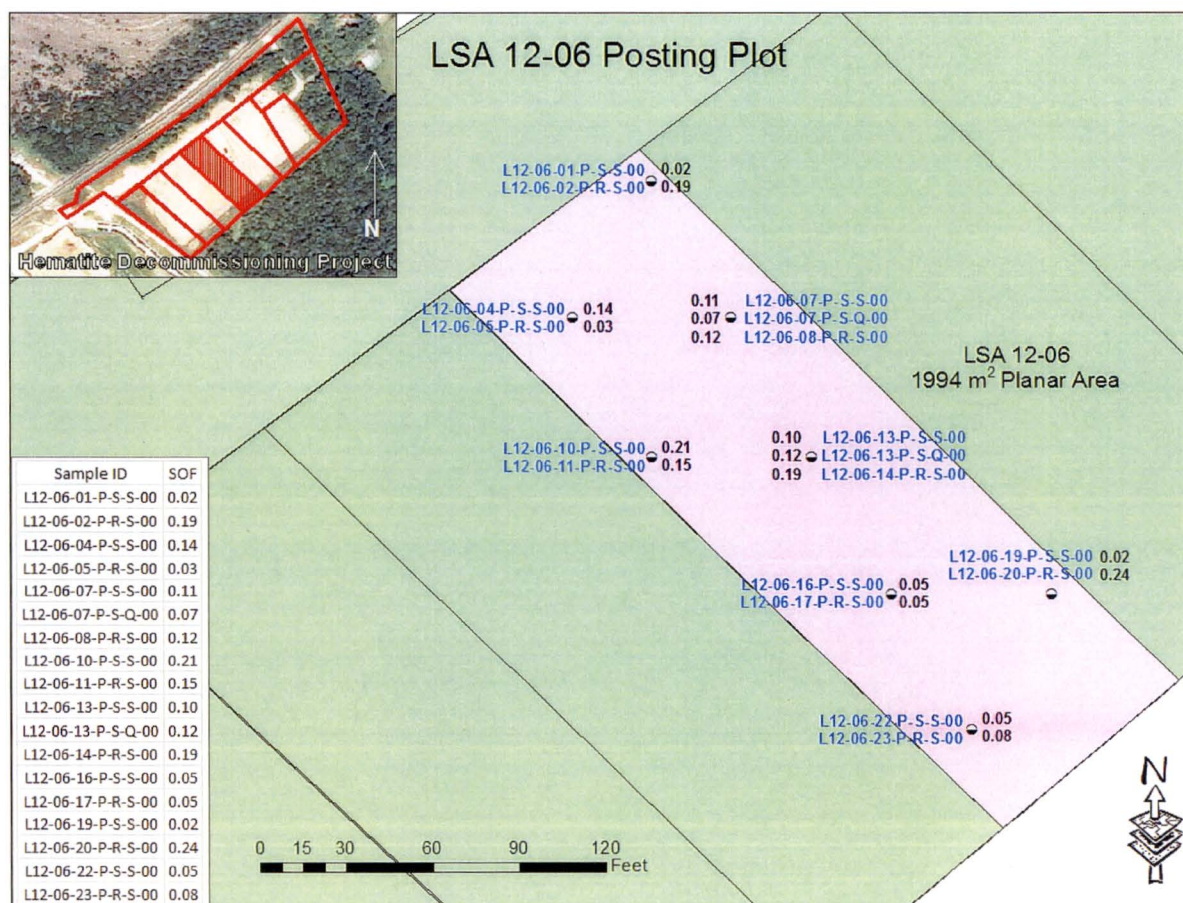 LSA 12-06 Posting Plot
N
Hematite Decommissioning Project
L12-06-01-P-S-S-00 0.02
L12-06-02-P-R-S-00 0.19
L12-06-04-P-S-S-00 0.14
L12-06-05-P-R-S-00 0.03
0.11 L12-06-07-P-S-S-00
0.07 L12-06-07-P-S-Q-00
0.12 L12-06-08-P-R-S-00
LSA 12-06
1994 m² Planar Area
L12-06-10-P-S-S-00 0.21
L12-06-11-P-R-S-00 0.15
0.10 L12-06-13-P-S-S-00
0.12 L12-06-13-P-S-Q-00
0.19 L12-06-14-P-R-S-00
L12-06-19-P-S-S-00 0.02
L12-06-20-P-R-S-00 0.24
L12-06-16-P-S-S-00 0.05
L12-06-17-P-R-S-00 0.05
L12-06-22-P-S-S-00 0.05
L12-06-23-P-R-S-00 0.08
Sample ID SOF
L12-06-01-P-S-S-00 0.02
L12-06-02-P-R-S-00 0.19
L12-06-04-P-S-S-00 0.14
L12-06-05-P-R-S-00 0.03
L12-06-07-P-S-S-00 0.11
L12-06-07-P-S-Q-00 0.07
L12-06-08-P-R-S-00 0.12
L12-06-10-P-S-S-00 0.21
L12-06-11-P-R-S-00 0.15
L12-06-13-P-S-S-00 0.10
L12-06-13-P-S-Q-00 0.12
L12-06-14-P-R-S-00 0.19
L12-06-16-P-S-S-00 0.05
L12-06-17-P-R-S-00 0.05
L12-06-19-P-S-S-00 0.02
L12-06-20-P-R-S-00 0.24
L12-06-22-P-S-S-00 0.05
L12-06-23-P-R-S-00 0.08
0 15 30 60 90 120
Feet
N